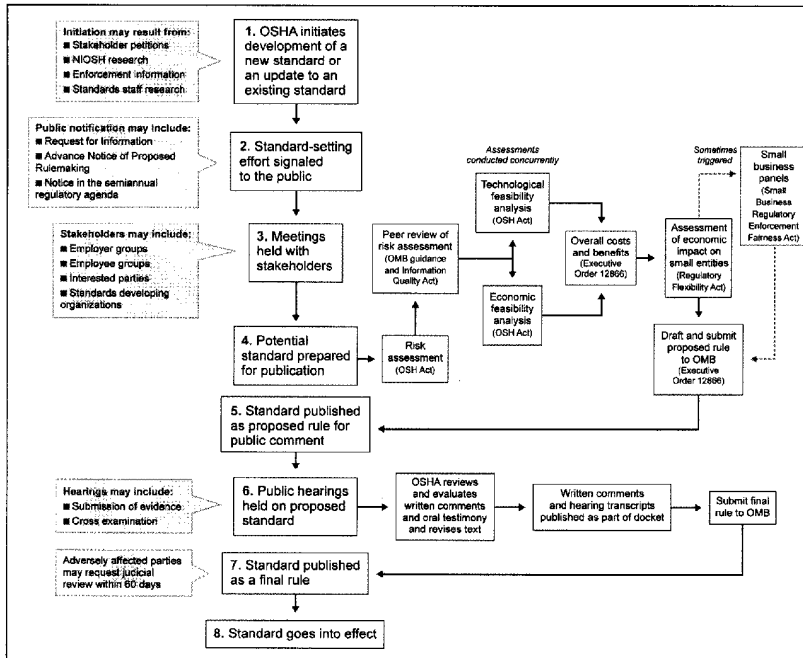 Initiation may result from:
■ Stakeholder petitions
■ NIOSH research
■ Enforcement information
■ Standards staff research
1. OSHA initiates
development of a
new standard or
an update to an
existing standard
Public notification may include:
■ Request for Information
■ Advance Notice of Proposed
Rulemaking
■ Notice in the semiannual
regulatory agenda
2. Standard-setting
effort signaled
to the public
Stakeholders may include:
■ Employer groups
■ Employee groups
■ Interested parties
■ Standards developing
organizations
3. Meetings
held with
stakeholders
4. Potential
standard prepared
for publication
Risk
assessment
(OSH Act)
Peer review of
risk assessment
(OMB guidance
and Information
Quality Act)
Assessments
conducted concurrently
Technological
feasibility
analysis
(OSH Act)
Economic
feasibility
analysis
(OSH Act)
Overall costs
and benefits
(Executive
Order 12866)
Sometimes
triggered
Assessment
of economic
impact on
small entities
(Regulatory
Flexibility Act)
Small
business
panels
(Small
Business
Regulatory
Enforcement
Fairness Act)
Draft and submit
proposed rule
to OMB
(Executive
Order 12866)
5. Standard published
as proposed rule for
public comment
Hearings may include:
■ Submission of evidence
■ Cross examination
6. Public hearings
held on proposed
standard
OSHA reviews
and evaluates
written comments
and oral testimony
and revises text
Written comments
and hearing transcripts
published as part of docket
Submit final
rule to OMB
Adversely affected parties
may request judicial
review within 60 days
7. Standard published
as a final rule
8. Standard goes into effect